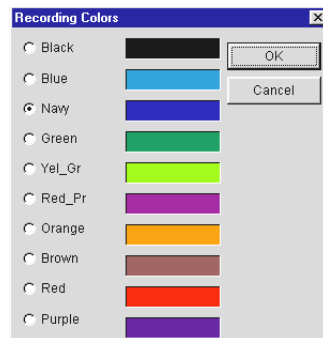 Recording Colors
Black
OK
Blue
Cancel
Navy
Green
Yel_Gr
Red_Pr
Orange
Brown
Red
Purple